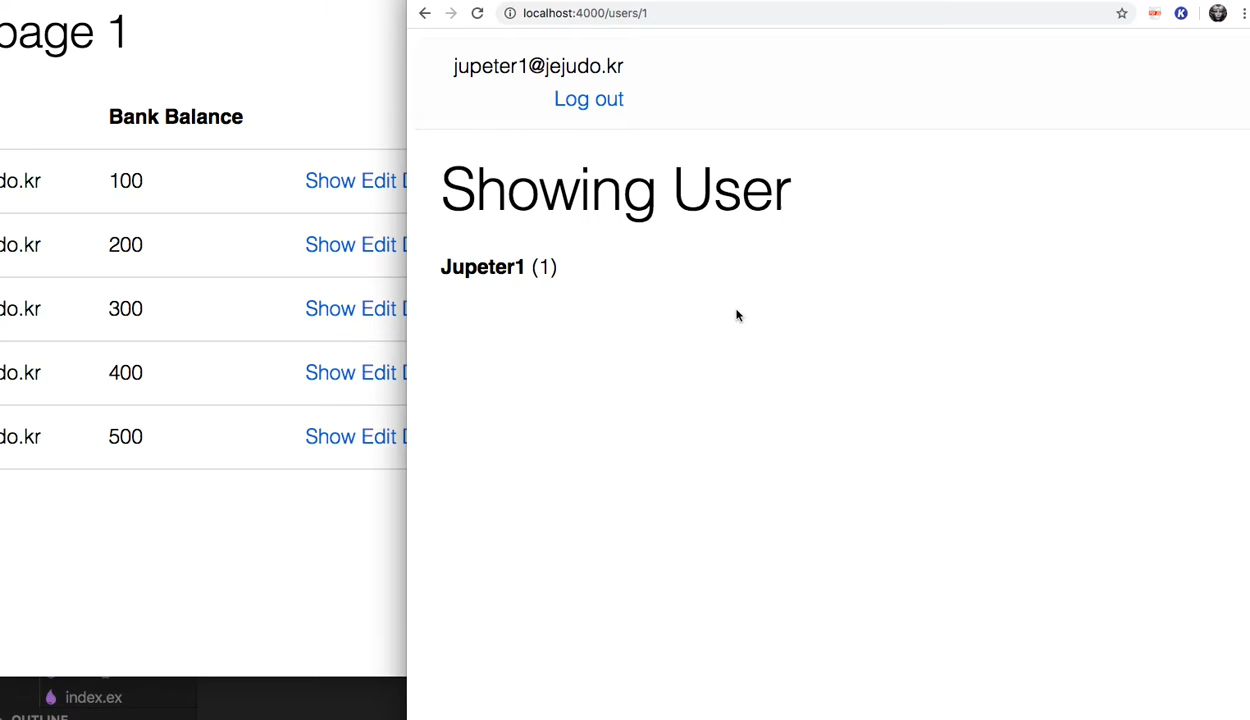 page 1
Bank Balance
do.kr 100 Show Edit
do.kr 200 Show Edit
do.kr 300 Show Edit
do.kr 400 Show Edit
do.kr 500 Show Edit
index.ex
OUTLINE
localhost:4000/users/1
jupeter1@jejudo.kr
Log out
Showing User
Jupeter1 (1)